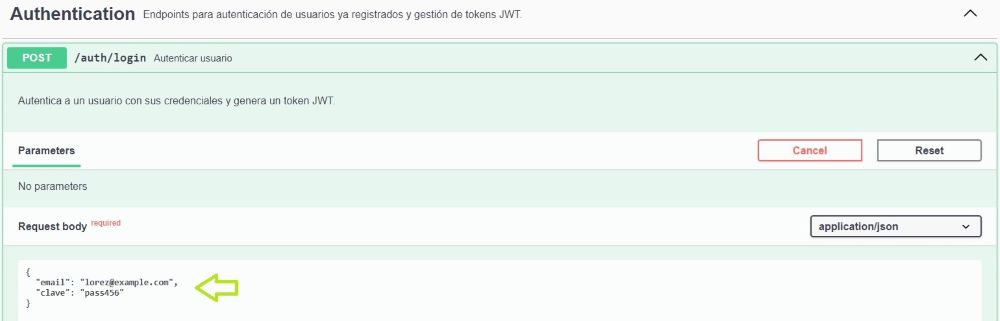 Authentication Endpoints para autenticación de usuarios ya registrados y gestión de tokens JWT.
POST /auth/login Autenticar usuario
Autentica a un usuario con sus credenciales y genera un token JWT.
Parameters Cancel Reset
No parameters
Request body required application/json
{
"email": "lorez@example.com",
"clave": "pass456"
}